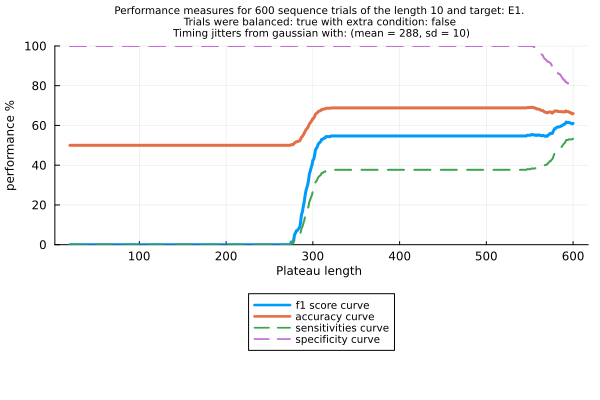 Performance measures for 600 sequence trials of the length 10 and target: E1.
Trials were balanced: true with extra condition: false
Timing jitters from gaussian with: (mean = 288, sd = 10)
100
80
60
40
20
0
performance %
100 200 300 400 500 600
Plateau length
f1 score curve
accuracy curve
sensitivities curve
specificity curve